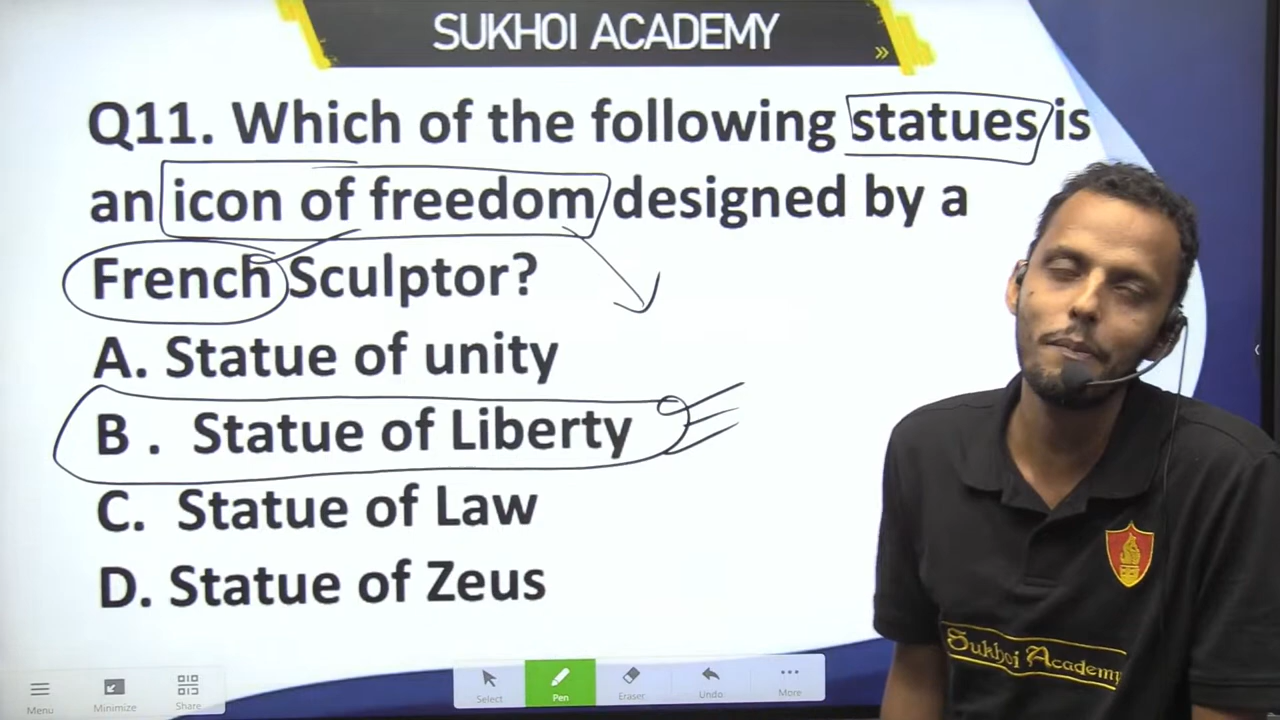 SUKHOI ACADEMY
Q11. Which of the following statues is
an icon of freedom designed by a
French Sculptor?
A. Statue of unity
B . Statue of Liberty
C. Statue of Law
D. Statue of Zeus
Sukhoi Academy
Menu
Minimize
Share
Select
Pen
Eraser
Undo
More